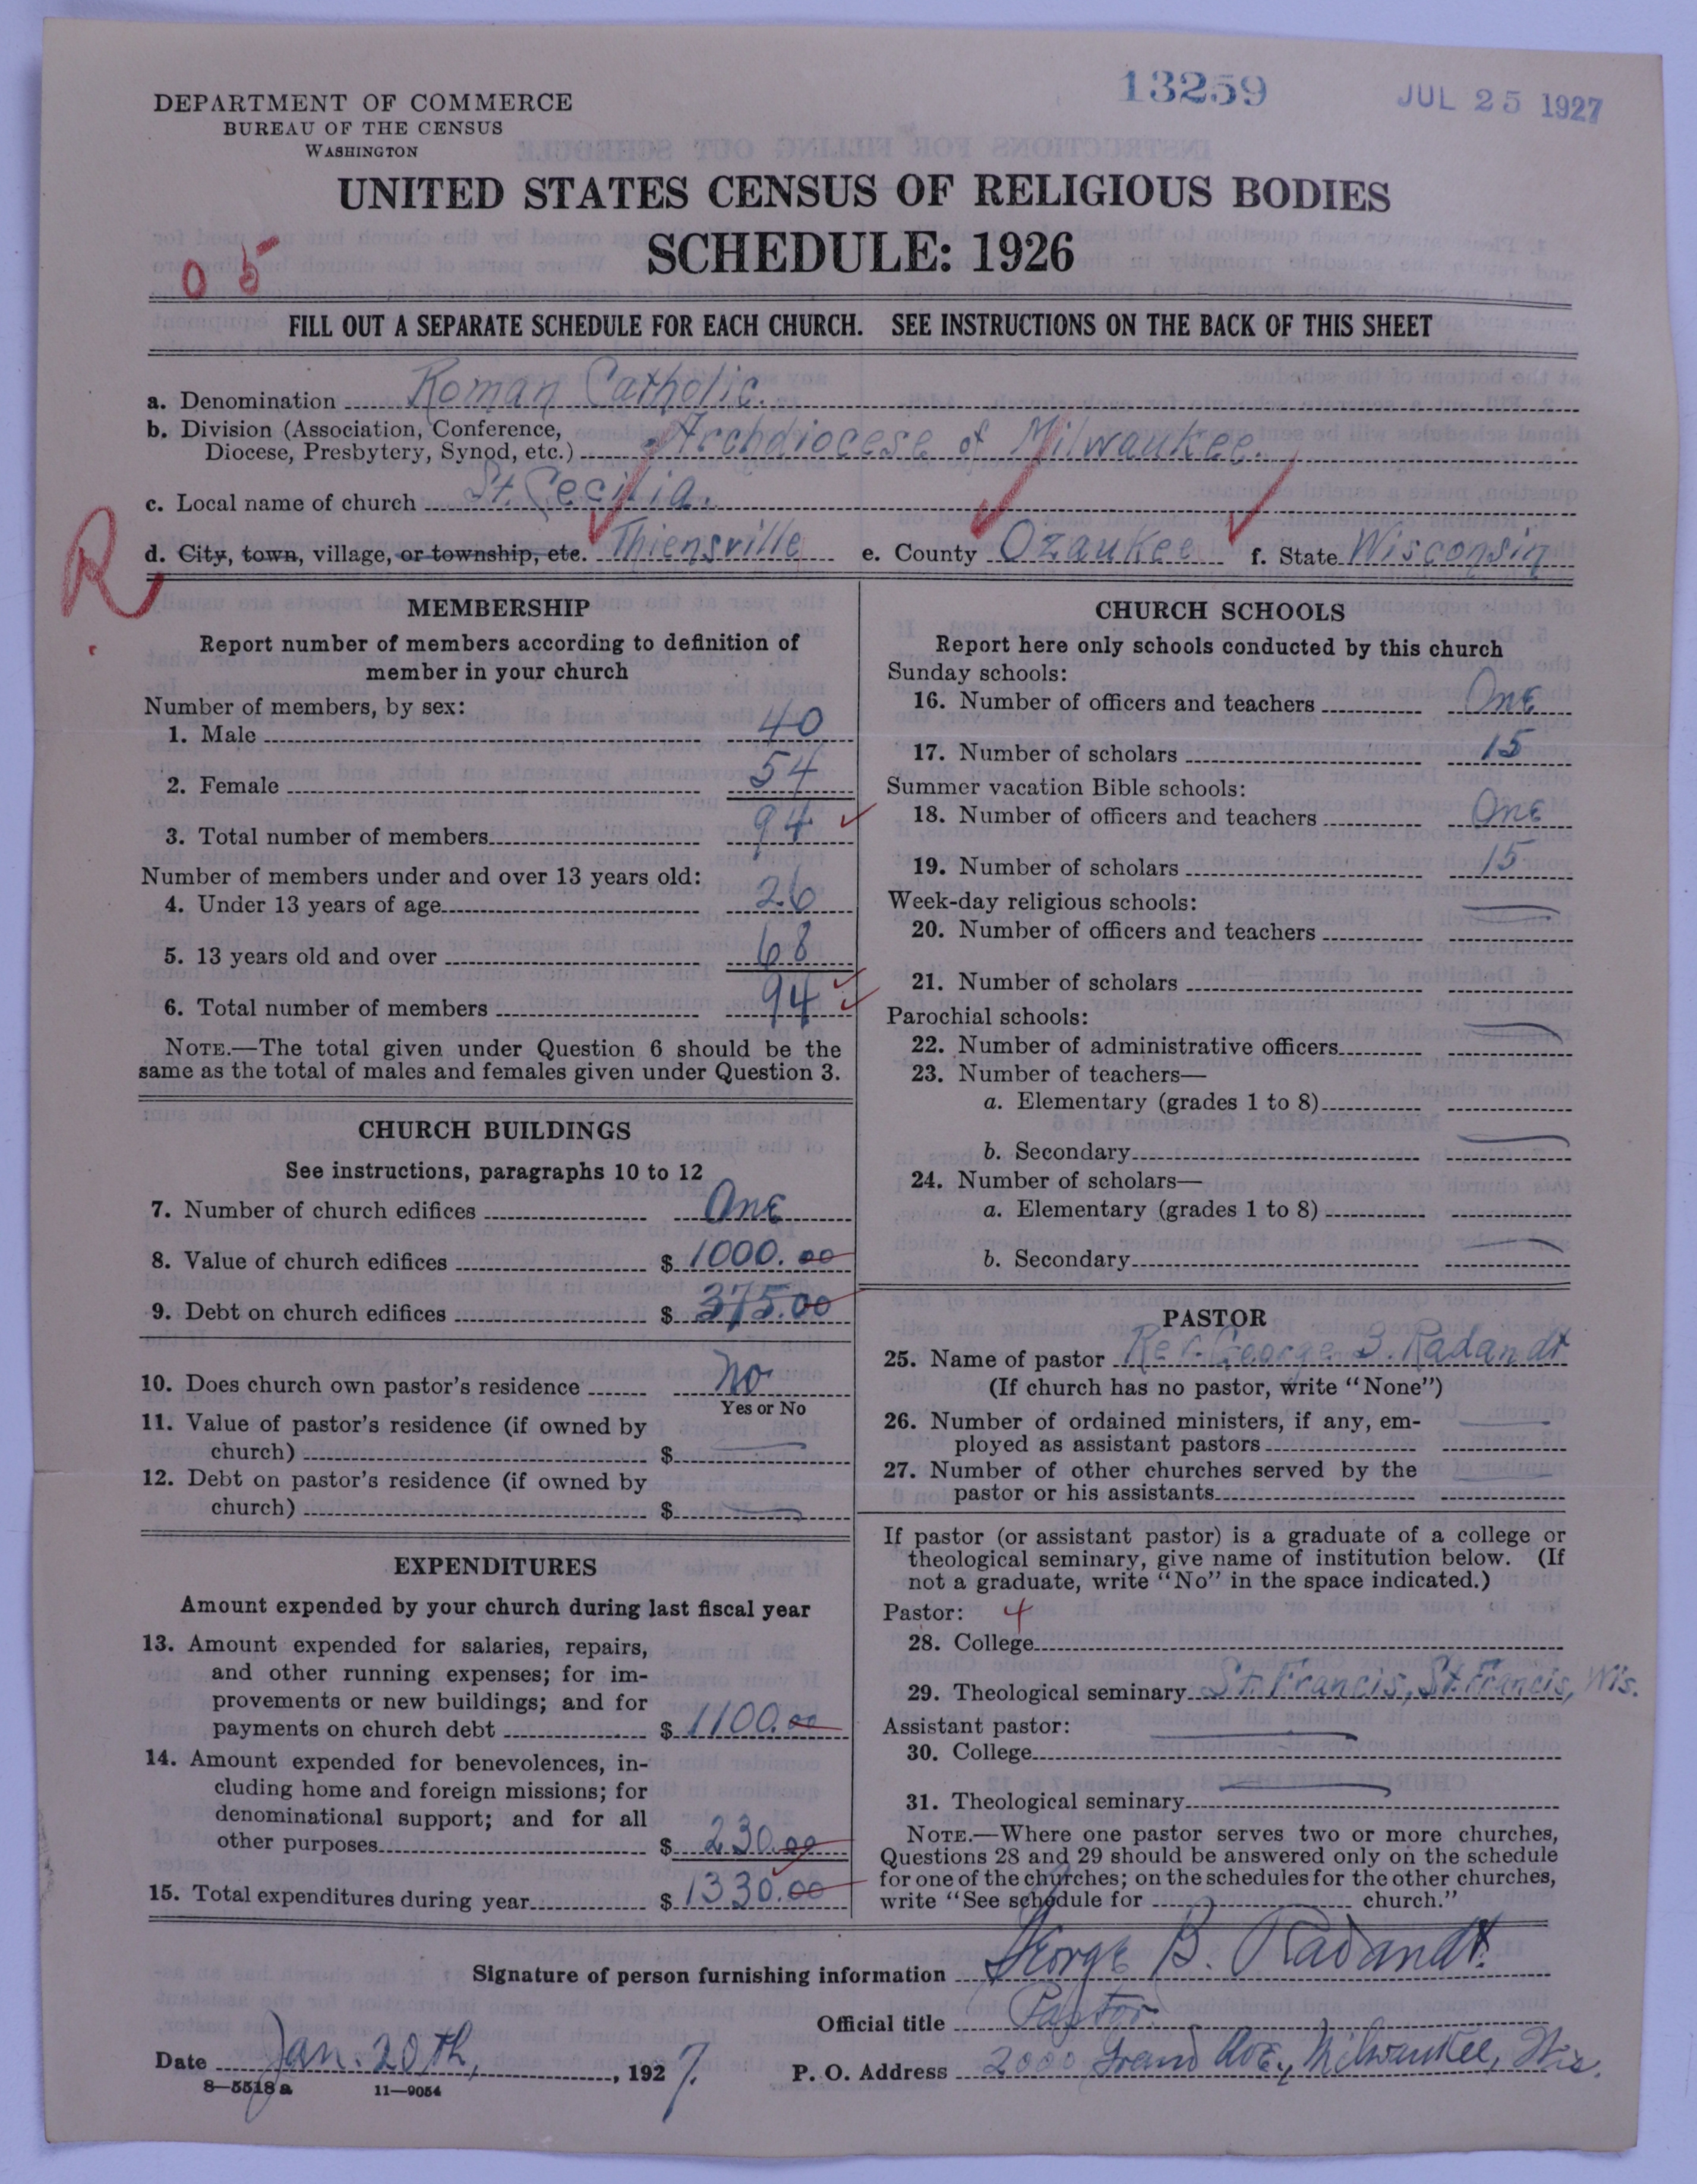 13259
JUL 25 1927
DEPARTMENT OF COMMERCE
BUREAU OF THE CENSUS
WASHINGTON
UNITED STATES CENSUS OF RELIGIOUS BODIES
SCHEDULE: 1926
0 5
FILL OUT A SEPARATE SCHEDULE FOR EACH CHURCH. SEE INSTRUCTIONS ON THE BACK OF THIS SHEET
a. Denomination Roman Catholic.
b. Division (Association, Conference,
Diocese, Presbytery, Synod, etc.) Archdiocese of Milwaukee.
c. Local name of church St. Cecilia.
R
d. City, town, village, or township, etc. Thiensville e. County Ozaukee f. State Wisconsin
MEMBERSHIP
Report number of members according to definition of
member in your church
Number of members, by sex:
1. Male 40
2. Female 54
3. Total number of members 94
Number of members under and over 13 years old:
4. Under 13 years of age 26
5. 13 years old and over 68
6. Total number of members 94
NOTE.—The total given under Question 6 should be the
same as the total of males and females given under Question 3.
CHURCH BUILDINGS
See instructions, paragraphs 10 to 12
7. Number of church edifices One
8. Value of church edifices $ 1000.00
9. Debt on church edifices $ 375.00
10. Does church own pastor's residence No
Yes or No
11. Value of pastor's residence (if owned by
church) $
12. Debt on pastor's residence (if owned by
church) $
EXPENDITURES
Amount expended by your church during last fiscal year
13. Amount expended for salaries, repairs,
and other running expenses; for im-
provements or new buildings; and for
payments on church debt $ 1100.00
14. Amount expended for benevolences, in-
cluding home and foreign missions; for
denominational support; and for all
other purposes $ 230.00
15. Total expenditures during year $ 1330.00
CHURCH SCHOOLS
Report here only schools conducted by this church
Sunday schools:
16. Number of officers and teachers One
17. Number of scholars 15
Summer vacation Bible schools:
18. Number of officers and teachers One
19. Number of scholars 15
Week-day religious schools:
20. Number of officers and teachers
21. Number of scholars
Parochial schools:
22. Number of administrative officers
23. Number of teachers—
a. Elementary (grades 1 to 8)
b. Secondary
24. Number of scholars—
a. Elementary (grades 1 to 8)
b. Secondary
PASTOR
25. Name of pastor Rev. George B. Radandt
(If church has no pastor, write "None")
26. Number of ordained ministers, if any, em-
ployed as assistant pastors
27. Number of other churches served by the
pastor or his assistants
If pastor (or assistant pastor) is a graduate of a college or
theological seminary, give name of institution below. (If
not a graduate, write "No" in the space indicated.)
Pastor: 4
28. College
29. Theological seminary St. Francis, St. Francis, Wis.
Assistant pastor:
30. College
31. Theological seminary
NOTE.—Where one pastor serves two or more churches,
Questions 28 and 29 should be answered only on the schedule
for one of the churches; on the schedules for the other churches,
write "See schedule for church."
Signature of person furnishing information George B. Radandt.
Official title Pastor.
Date Jan. 20th, 1927. P. O. Address 2000 Grand Ave., Milwaukee, Wis.
8—5518 a 11—9054